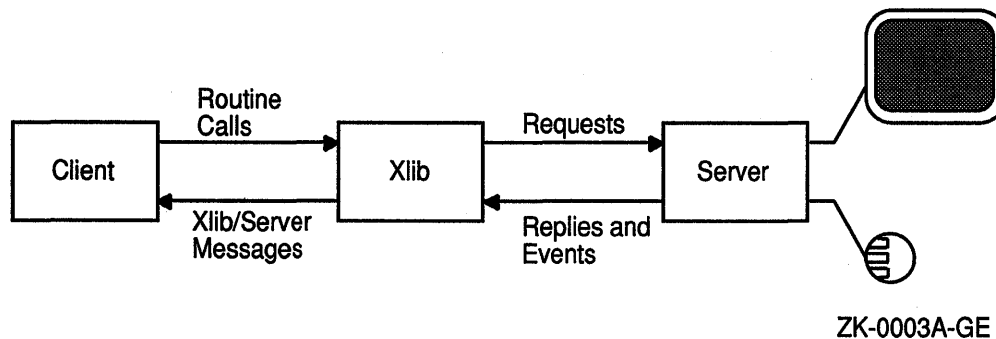 Routine
Calls
Requests
Client
Xlib
Server
Xlib/Server
Messages
Replies and
Events
ZK-0003A-GE